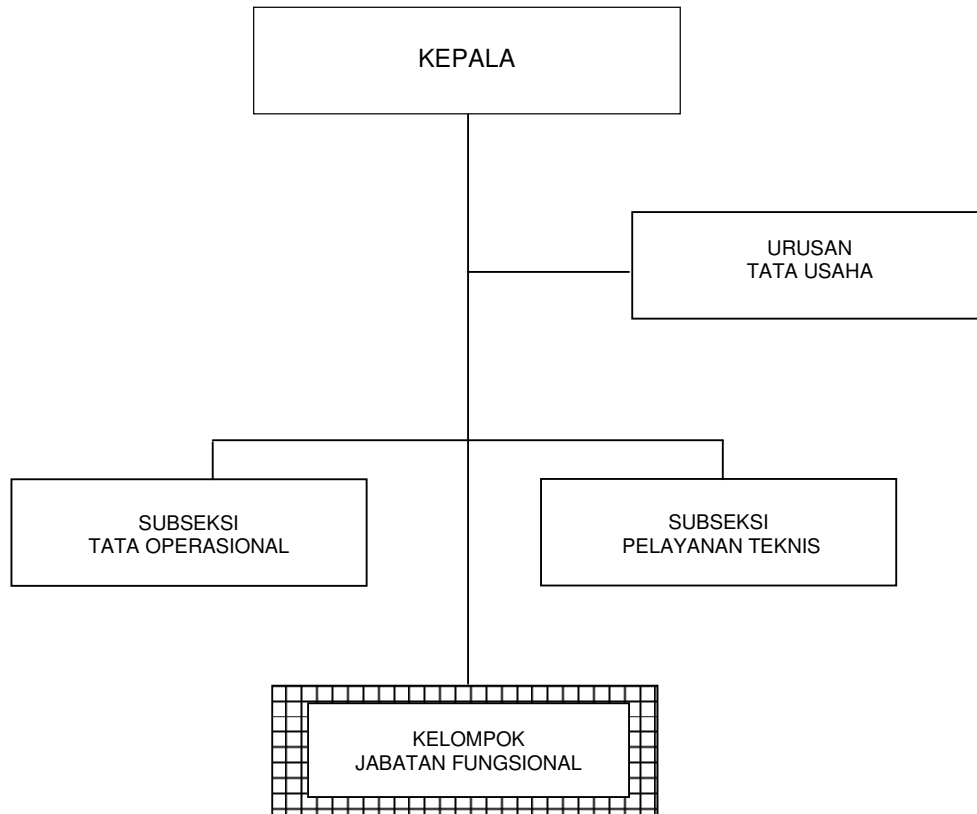 KEPALA
URUSAN
TATA USAHA
SUBSEKSI
TATA OPERASIONAL
SUBSEKSI
PELAYANAN TEKNIS
KELOMPOK
JABATAN FUNGSIONAL